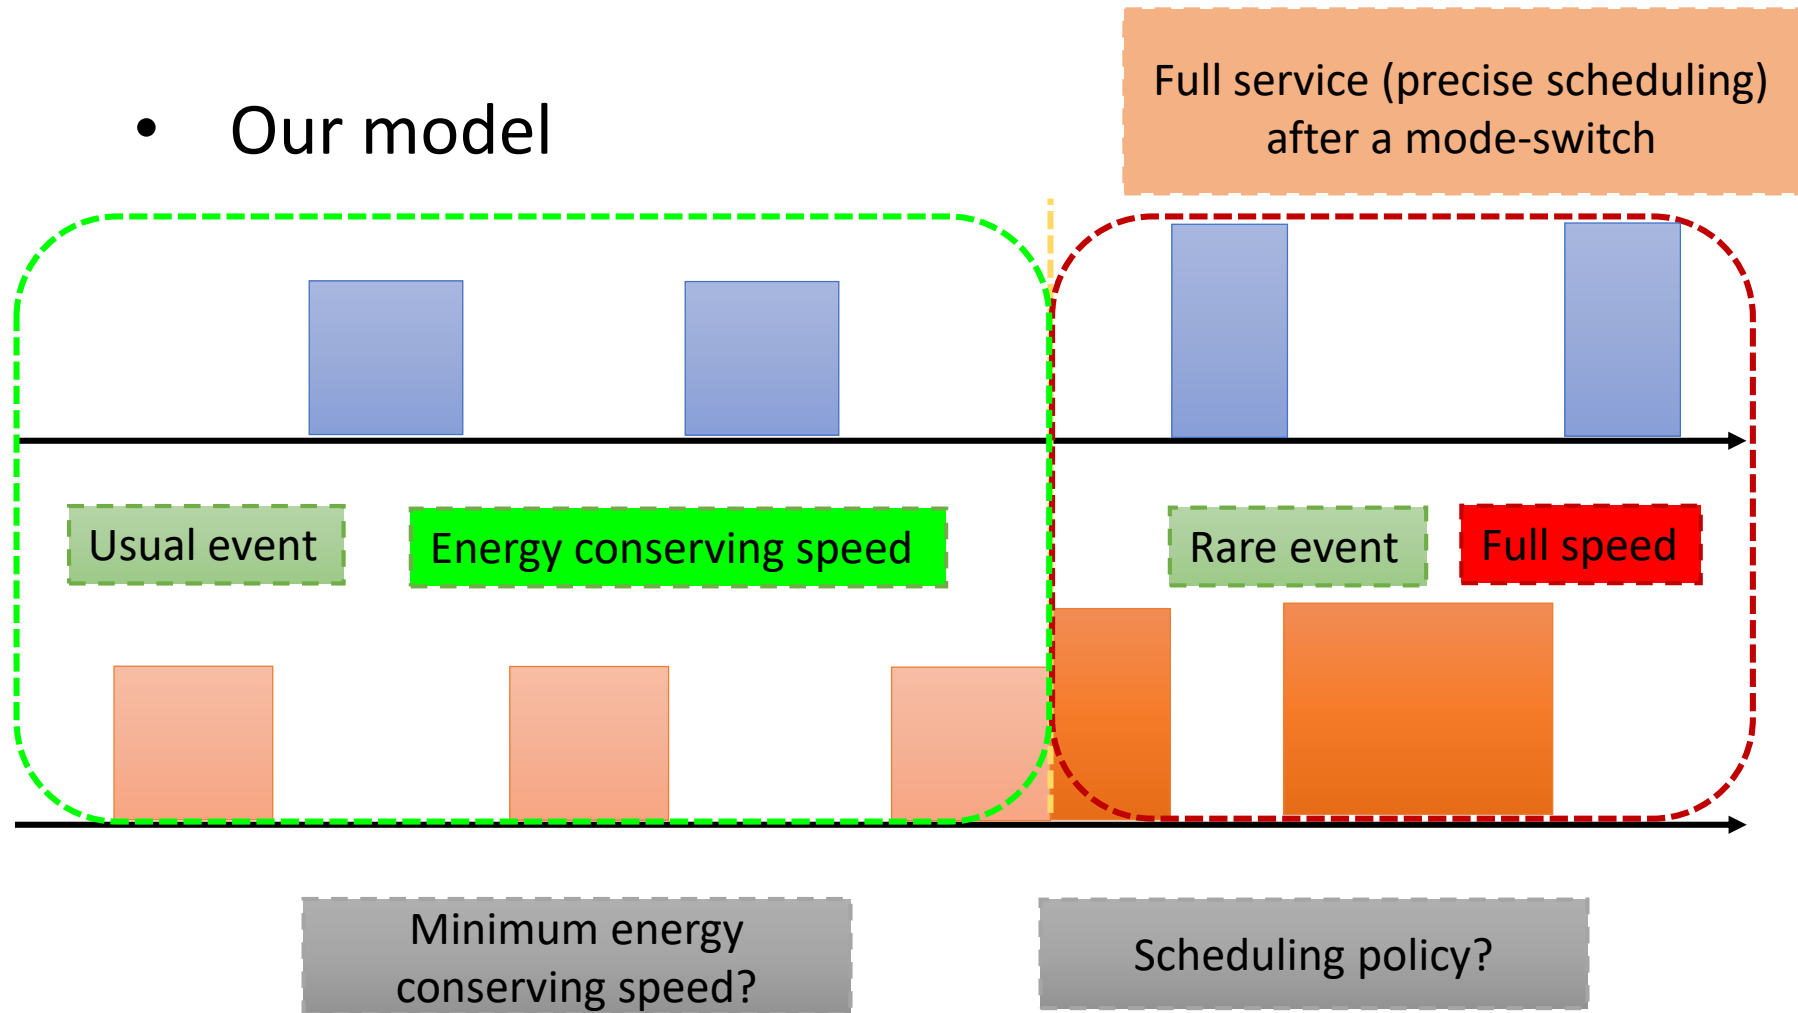 Full service (precise scheduling)
after a mode-switch
• Our model
Usual event
Energy conserving speed
Rare event
Full speed
Minimum energy
conserving speed?
Scheduling policy?